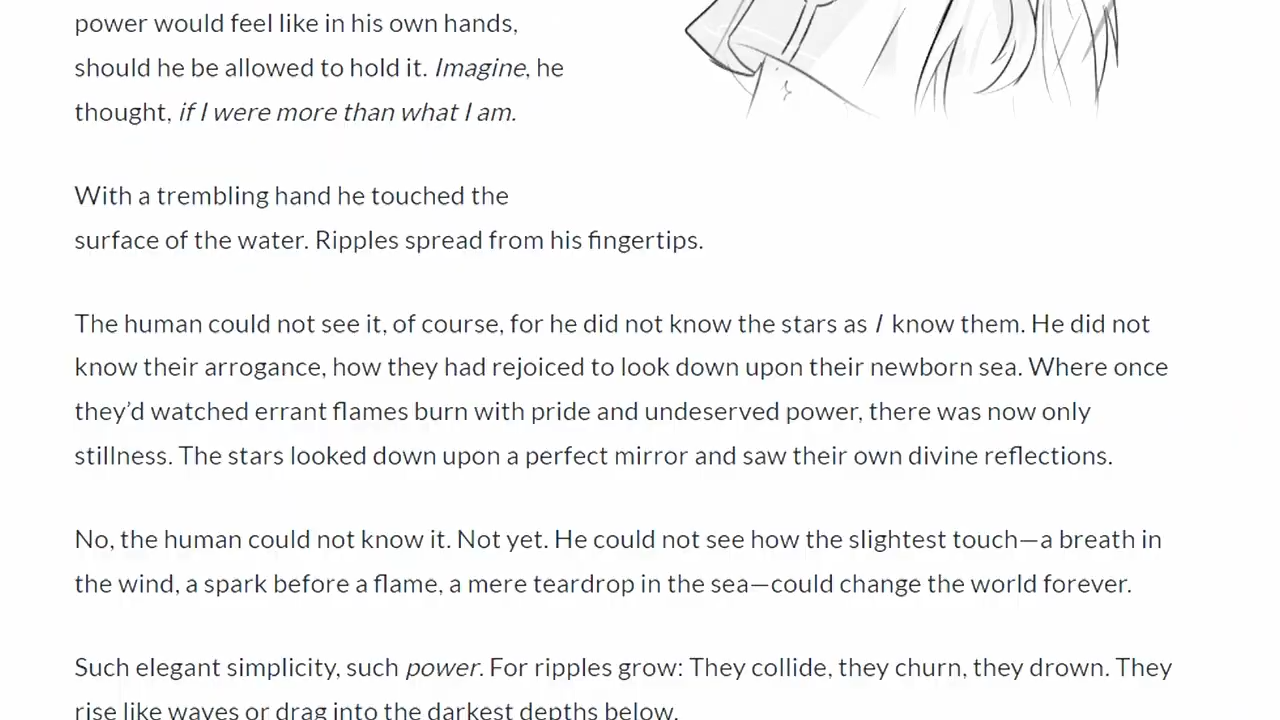 power would feel like in his own hands,
should he be allowed to hold it. Imagine, he
thought, if I were more than what I am.
With a trembling hand he touched the
surface of the water. Ripples spread from his fingertips.
The human could not see it, of course, for he did not know the stars as I know them. He did not
know their arrogance, how they had rejoiced to look down upon their newborn sea. Where once
they’d watched errant flames burn with pride and undeserved power, there was now only
stillness. The stars looked down upon a perfect mirror and saw their own divine reflections.
No, the human could not know it. Not yet. He could not see how the slightest touch—a breath in
the wind, a spark before a flame, a mere teardrop in the sea—could change the world forever.
Such elegant simplicity, such power. For ripples grow: They collide, they churn, they drown. They
rise like waves or drag into the darkest depths below.